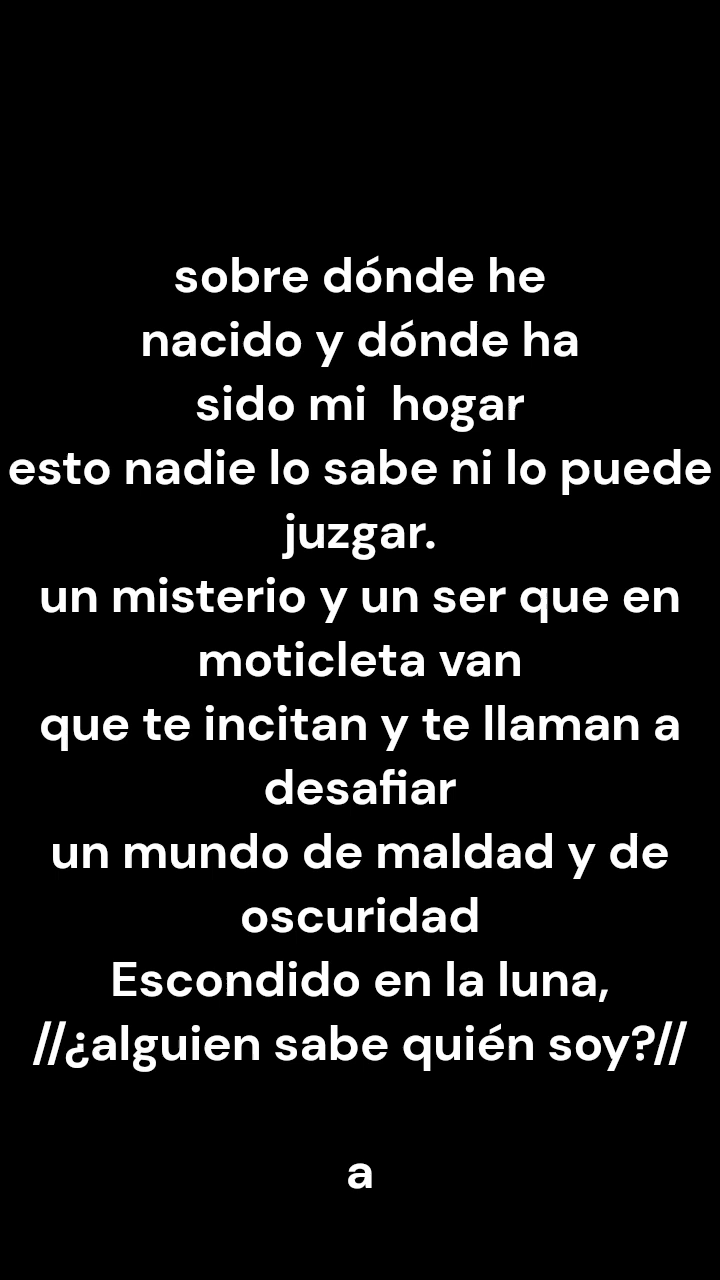 sobre dónde he
nacido y dónde ha
sido mi  hogar
esto nadie lo sabe ni lo puede
juzgar.
un misterio y un ser que en
moticleta van
que te incitan y te llaman a
desafiar
un mundo de maldad y de
oscuridad
Escondido en la luna,
//¿alguien sabe quién soy?//
a